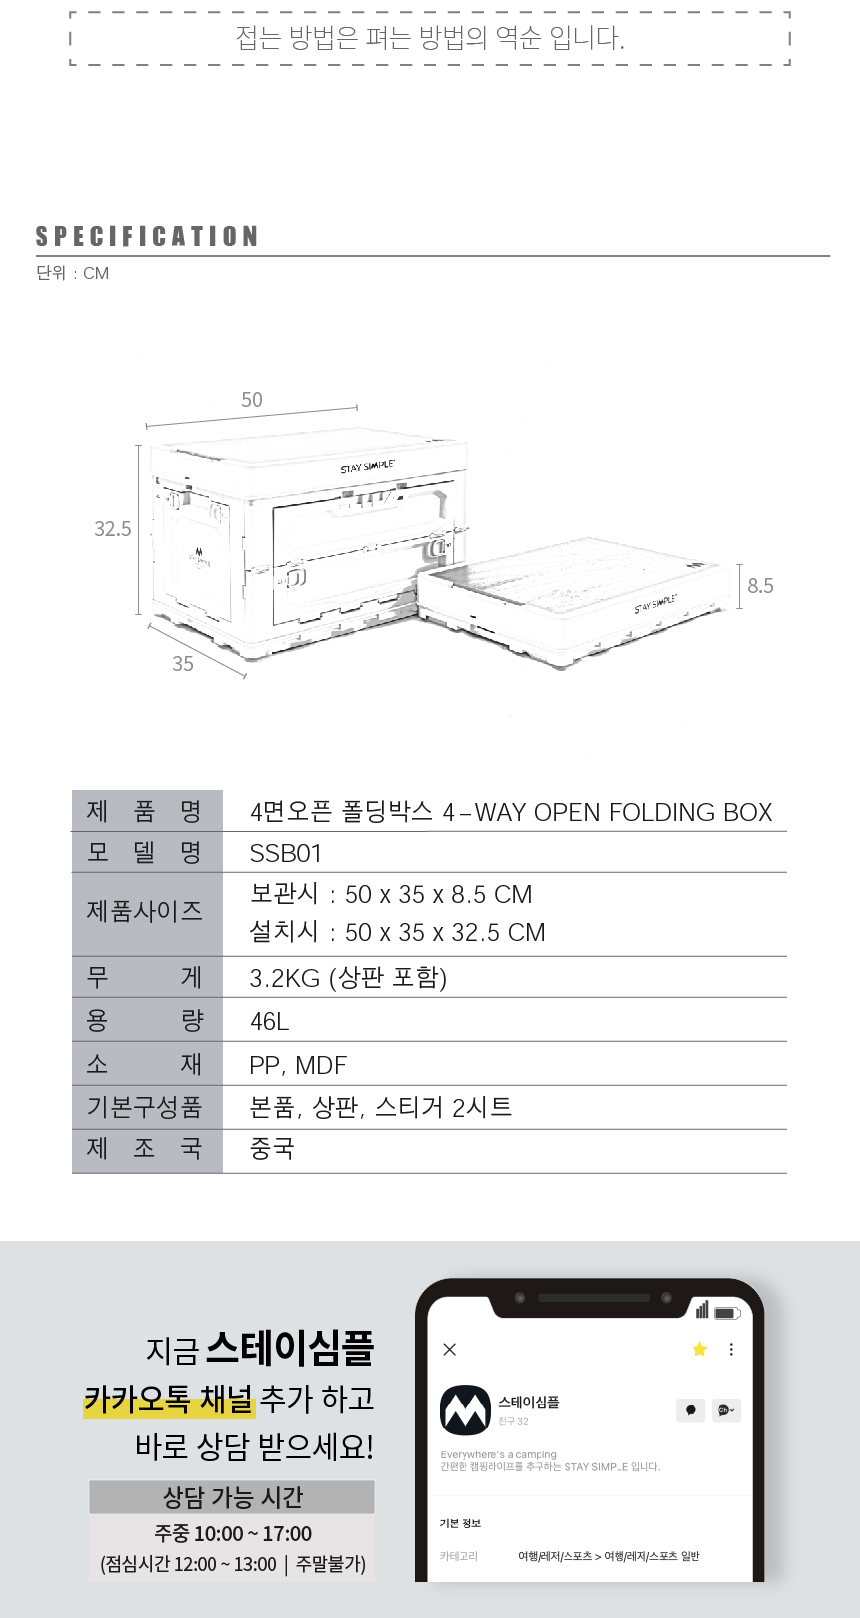 접는 방법은 펴는 방법의 역순 입니다.
SPECIFICATION
단위 : CM
50
STAY SIMPLE
32.5
8.5
STAY SIMPLE
35
제 품 명 4면오픈 폴딩박스 4-WAY OPEN FOLDING BOX
모 델 명 SSB01
제품사이즈 보관시 : 50 x 35 x 8.5 CM
설치시 : 50 x 35 x 32.5 CM
무 게 3.2KG (상판 포함)
용 량 46L
소 재 PP, MDF
기본구성품 본품, 상판, 스티거 2시트
제 조 국 중국
지금 스테이심플
카카오톡 채널 추가 하고
바로 상담 받으세요!
상담 가능 시간
주중 10:00 ~ 17:00
(점심시간 12:00 ~ 13:00 | 주말불가)
스테이심플
친구 32
Ch
Everywhere's a camping
간편한 캠핑라이프를 추구하는 STAY SIMPLE 입니다.
기본 정보
카테고리 여행/레저/스포츠 > 여행/레지/스포츠 일반